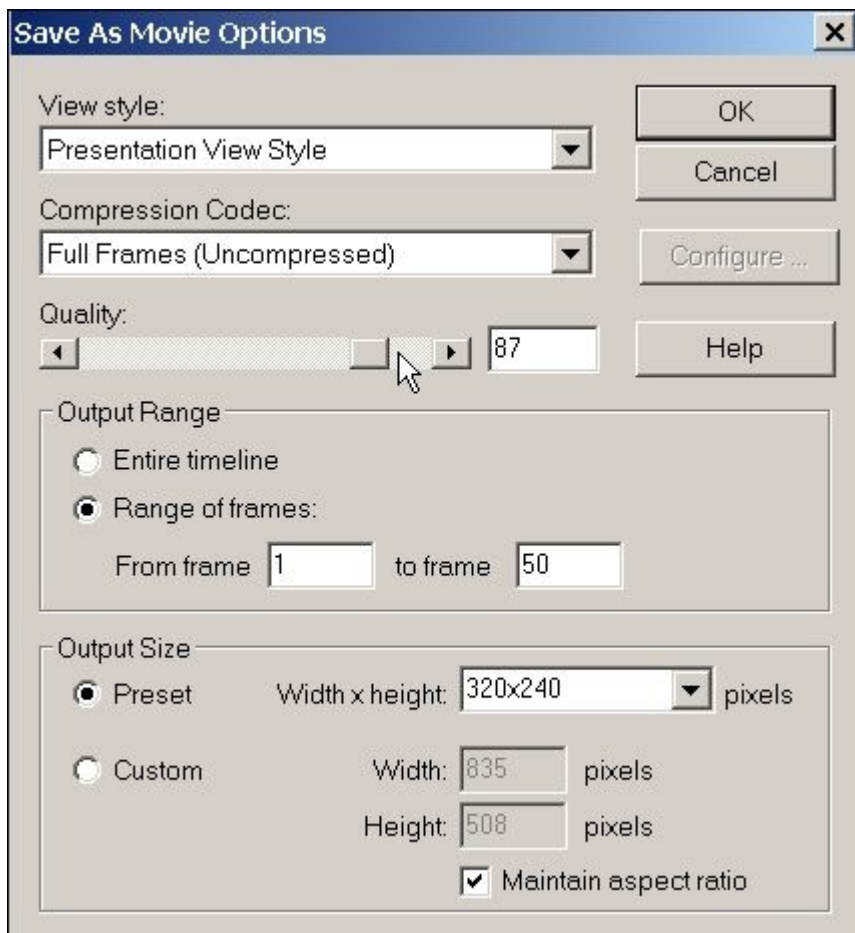 Save As Movie Options
View style:
OK
Presentation View Style
Cancel
Compression Codec:
Full Frames (Uncompressed)
Configure ...
Quality:
87
Help
Output Range
Entire timeline
Range of frames:
From frame 1 to frame 50
Output Size
Preset Width x height: 320x240 pixels
Custom Width: 835 pixels
Height: 508 pixels
Maintain aspect ratio